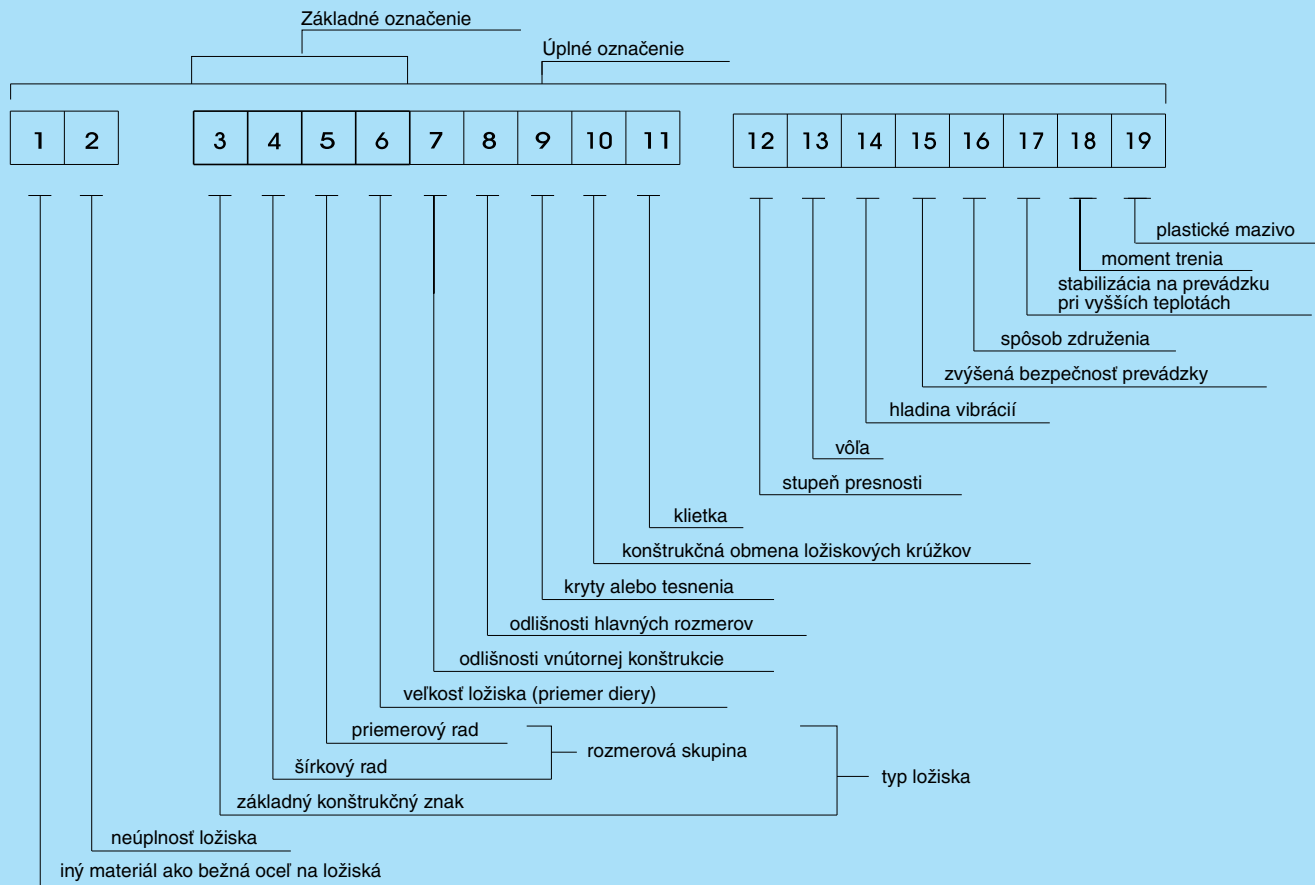 Základné označenie
Úplné označenie
1 2 3 4 5 6 7 8 9 10 11 12 13 14 15 16 17 18 19
plastické mazivo
moment trenia
stabilizácia na prevádzku
pri vyšších teplotách
spôsob združenia
zvýšená bezpečnosť prevádzky
hladina vibrácií
vôľa
stupeň presnosti
klietka
konštrukčná obmena ložiskových krúžkov
kryty alebo tesnenia
odlišnosti hlavných rozmerov
odlišnosti vnútornej konštrukcie
veľkosť ložiska (priemer diery)
priemerový rad
rozmerová skupina
šírkový rad
typ ložiska
základný konštrukčný znak
neúplnosť ložiska
iný materiál ako bežná oceľ na ložiská